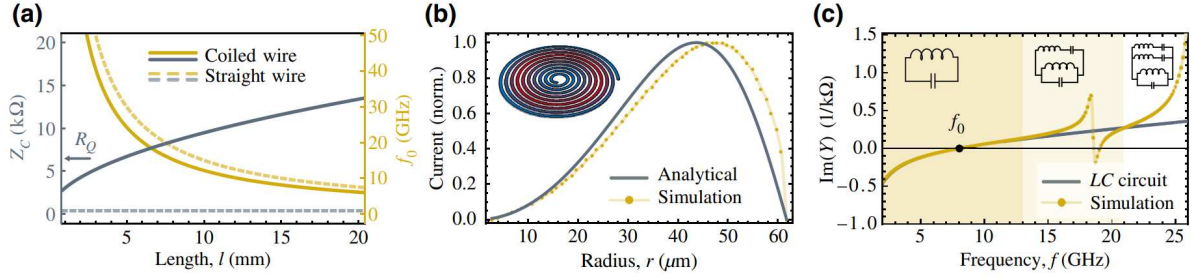 (a)
20
15
10
5
0
Z_C (kΩ)
R_Q
Coiled wire
Straight wire
50
40
30
20
10
0
f_0 (GHz)
5
10
15
20
Length, l (mm)
(b)
1.0
0.8
0.6
0.4
0.2
0.0
Current (norm.)
Analytical
Simulation
10
20
30
40
50
60
Radius, r (μm)
(c)
1.5
1.0
0.5
0.0
−0.5
−1.0
Im(Y) (1/kΩ)
f_0
LC circuit
Simulation
5
10
15
20
25
Frequency, f (GHz)